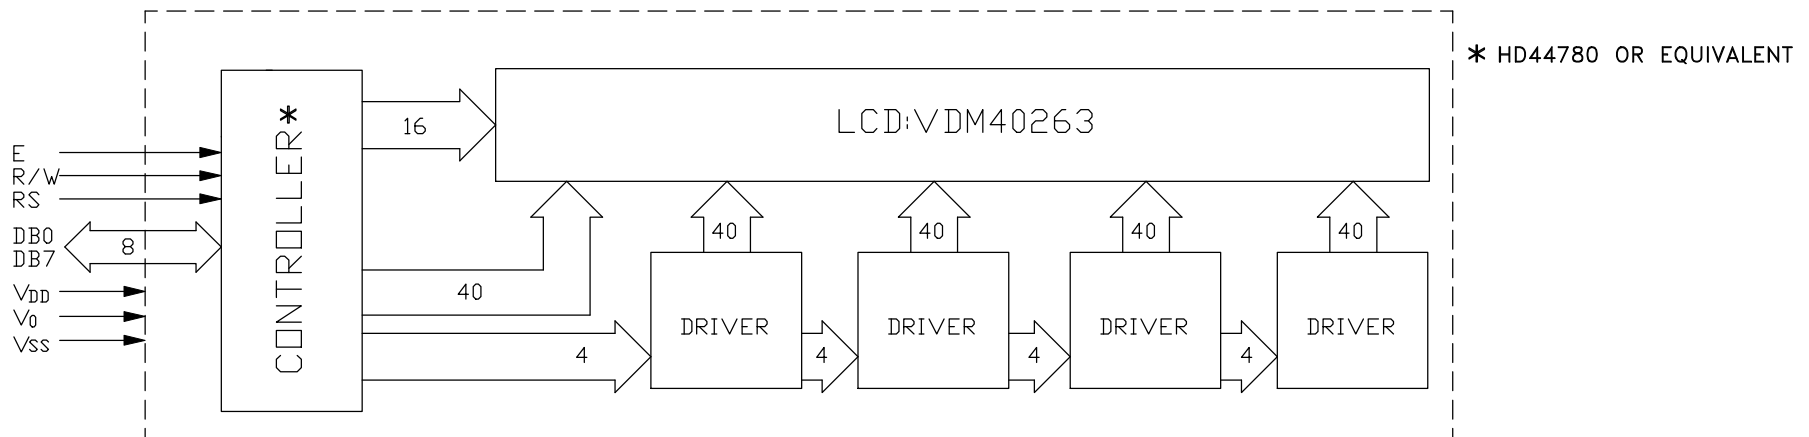 * HD44780 OR EQUIVALENT
LCD:VDM40263
CONTROLLER*
16
E
R/W
RS
DB0
DB7
8
40
40
40
40
40
VDD
V0
VSS
DRIVER
DRIVER
DRIVER
DRIVER
4
4
4
4